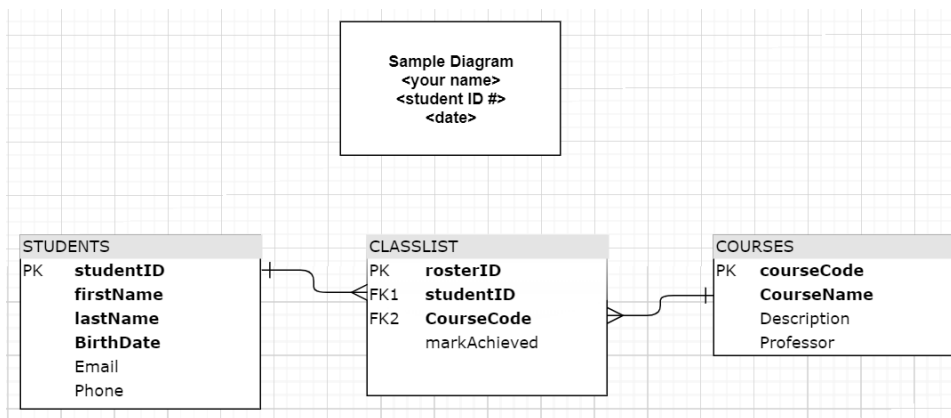 Sample Diagram
<your name>
<student ID #>
<date>
STUDENTS
PK studentID
firstName
lastName
BirthDate
Email
Phone
CLASSLIST
PK rosterID
FK1 studentID
FK2 CourseCode
markAchieved
COURSES
PK courseCode
CourseName
Description
Professor